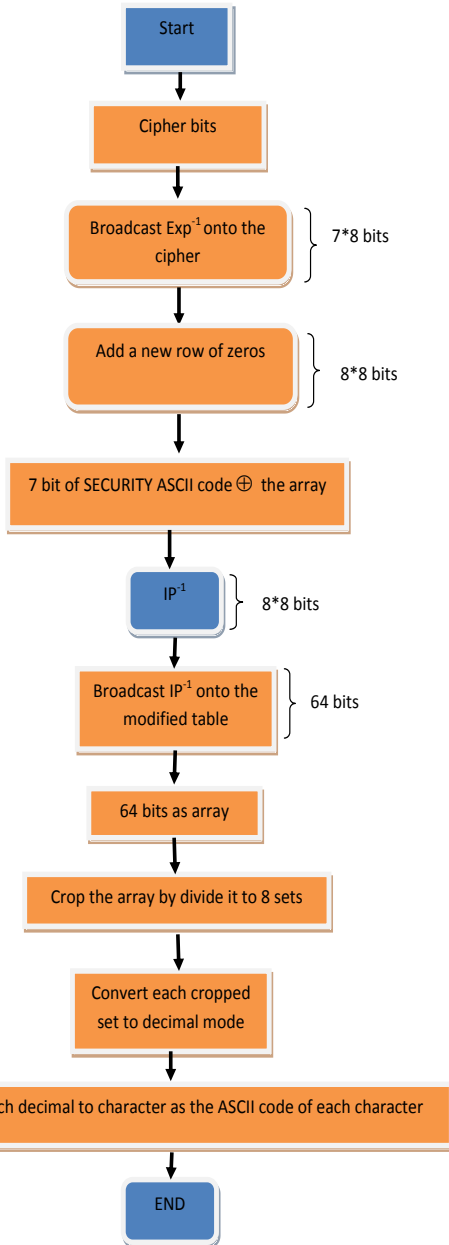 Start
Cipher bits
Broadcast Exp⁻¹ onto the
cipher
7*8 bits
Add a new row of zeros
8*8 bits
7 bit of SECURITY ASCII code ⊕ the array
IP⁻¹
8*8 bits
Broadcast IP⁻¹ onto the
modified table
64 bits
64 bits as array
Crop the array by divide it to 8 sets
Convert each cropped
set to decimal mode
decimal to character as the ASCII code of each character
END